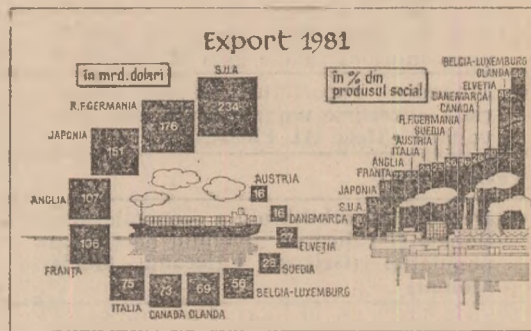 Export 1981
în mrd. dolari
S.U.A
234
R.F.GERMANIA
176
JAPONIA
151
ANGLIA
107
FRANȚA
106
ITALIA
75
CANADA
73
OLANDA
69
BELGIA-LUXEMBURG
56
SUEDIA
28
ELVEȚIA
27
DANEMARCA
16
AUSTRIA
16
în % din
produsul social
BELGIA-LUXEMBURG
OLANDA
ELVEȚIA
DANEMARCA
CANADA
R.F.GERMANIA
SUEDIA
AUSTRIA
ITALIA
ANGLIA
FRANȚA
JAPONIA
S.U.A